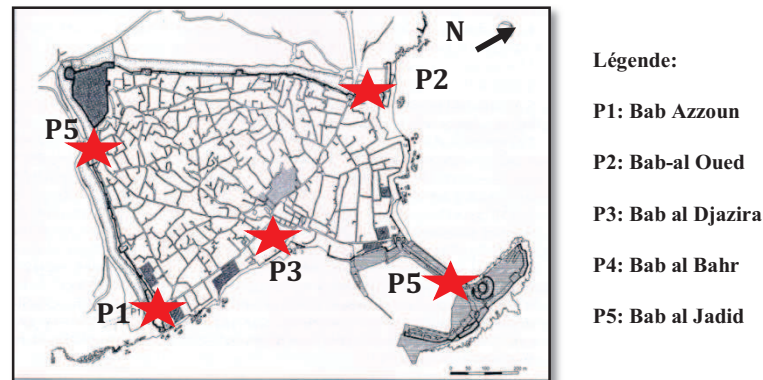 N
P2
P5
P3
P5
P1
Légende:
P1: Bab Azzoun
P2: Bab-al Oued
P3: Bab al Djazira
P4: Bab al Bahr
P5: Bab al Jadid